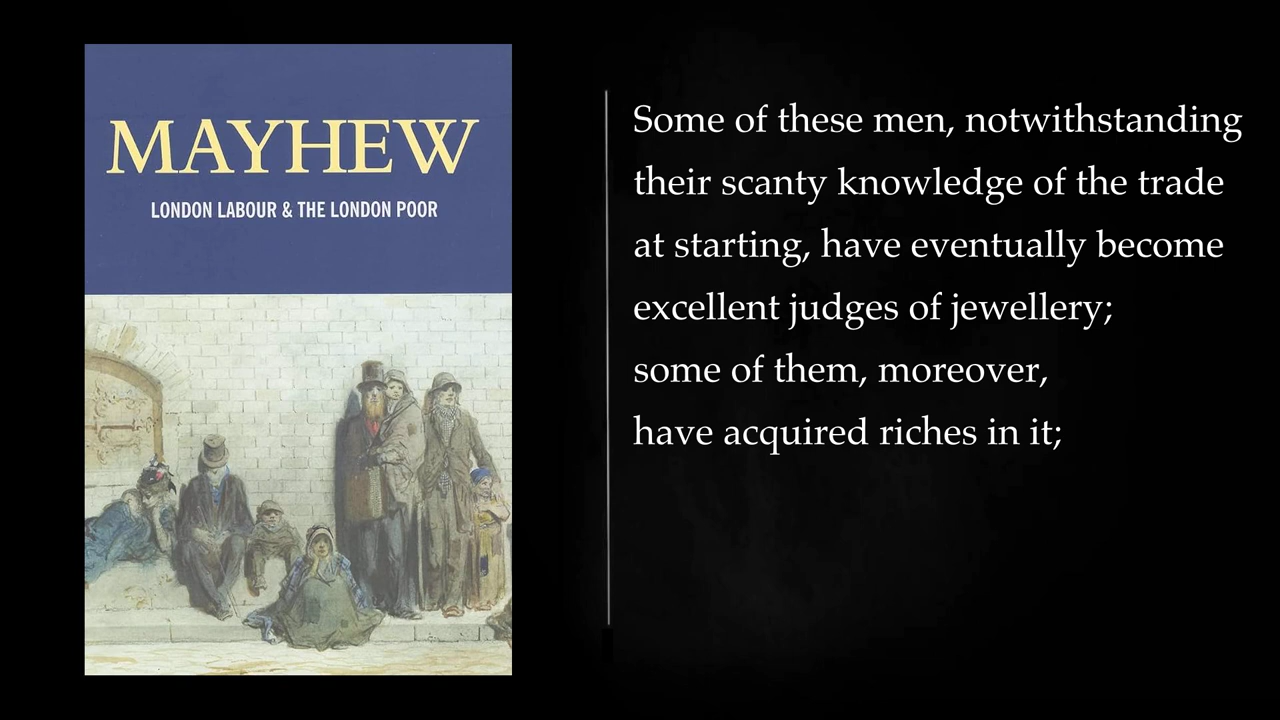 MAYHEW
LONDON LABOUR & THE LONDON POOR
Some of these men, notwithstanding
their scanty knowledge of the trade
at starting, have eventually become
excellent judges of jewellery;
some of them, moreover,
have acquired riches in it;